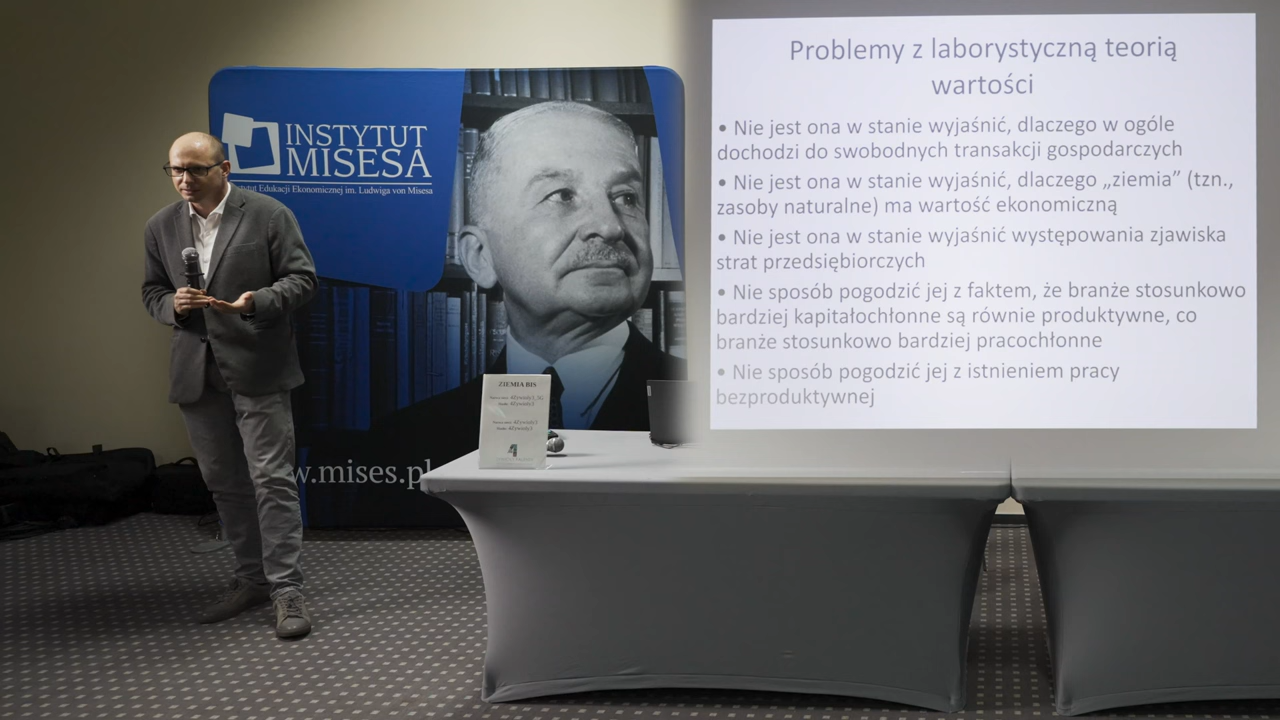 INSTYTUT
MISESA
Instytut Edukacji Ekonomicznej im. Ludwiga von Misesa
w.mises.pl
ZIEMIA BIS
Problemy z laborystyczną teorią
wartości
• Nie jest ona w stanie wyjaśnić, dlaczego w ogóle
dochodzi do swobodnych transakcji gospodarczych
• Nie jest ona w stanie wyjaśnić, dlaczego „ziemia” (tzn.,
zasoby naturalne) ma wartość ekonomiczną
• Nie jest ona w stanie wyjaśnić występowania zjawiska
strat przedsiębiorczych
• Nie sposób pogodzić jej z faktem, że branże stosunkowo
bardziej kapitałochłonne są równie produktywne, co
branże stosunkowo bardziej pracochłonne
• Nie sposób pogodzić jej z istnieniem pracy
bezproduktywnej